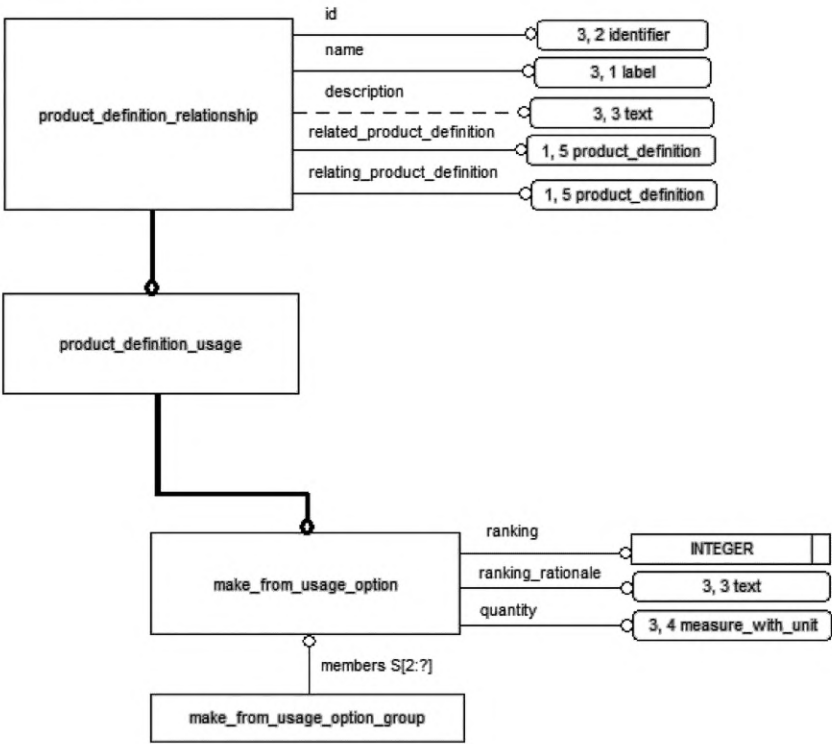 id
3, 2 identifier
name
3, 1 label
description
product_definition_relationship
3, 3 text
related_product_definition
1, 5 product_definition
relating_product_definition
1, 5 product_definition
product_definition_usage
ranking
INTEGER
make_from_usage_option
ranking_rationale
3, 3 text
quantity
3, 4 measure_with_unit
members S[2:?]
make_from_usage_option_group